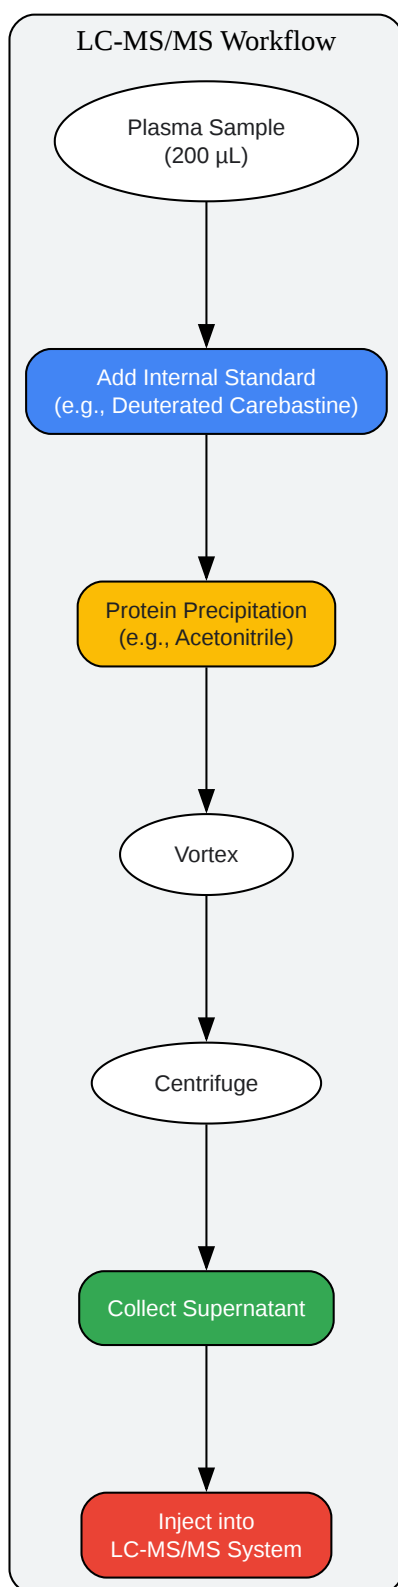 LC-MS/MS Workflow
Plasma Sample
(200 µL)
Add Internal Standard
(e.g., Deuterated Carebastine)
Protein Precipitation
(e.g., Acetonitrile)
Vortex
Centrifuge
Collect Supernatant
Inject into
LC-MS/MS System